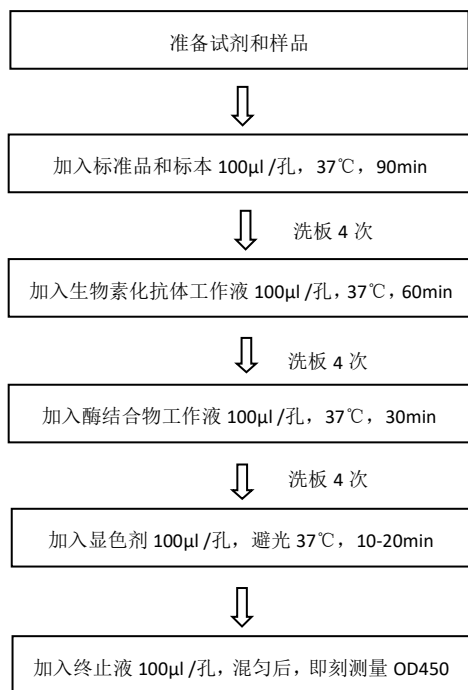 准备试剂和样品
加入标准品和标本 100μl /孔，37℃，90min
洗板 4 次
加入生物素化抗体工作液 100μl /孔，37℃，60min
洗板 4 次
加入酶结合物工作液 100μl /孔，37℃，30min
洗板 4 次
加入显色剂 100μl /孔，避光 37℃，10-20min
加入终止液 100μl /孔，混匀后，即刻测量 OD450